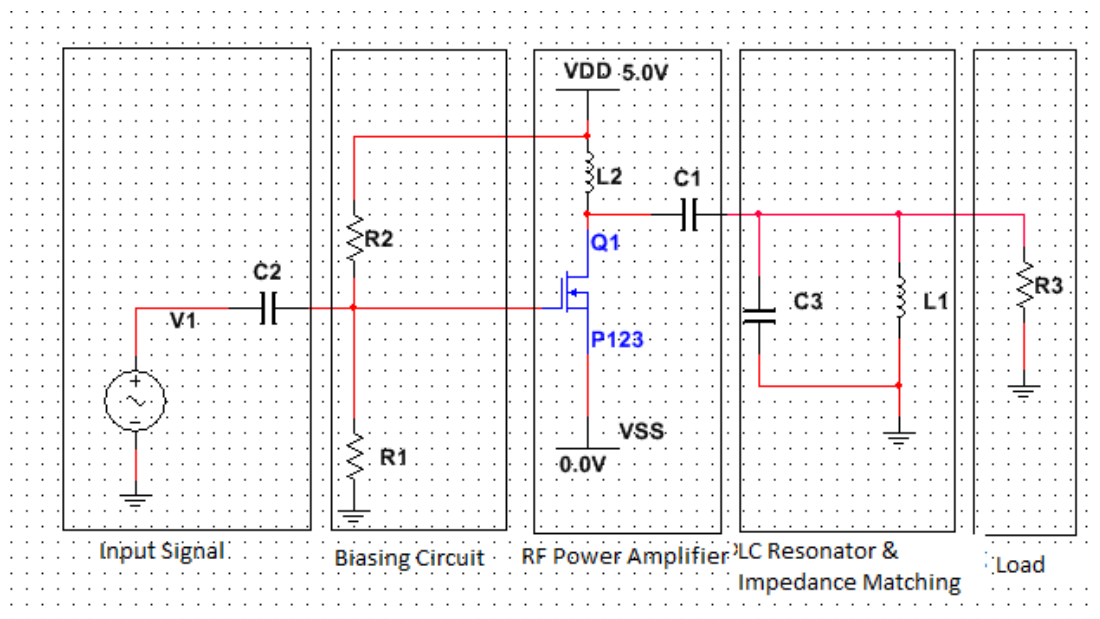 VDD 5.0V
L2
C1
R2
Q1
C2
V1
C3
L1
R3
P123
R1
VSS
0.0V
Input Signal
Biasing Circuit
RF Power Amplifier
LC Resonator &
Impedance Matching
Load